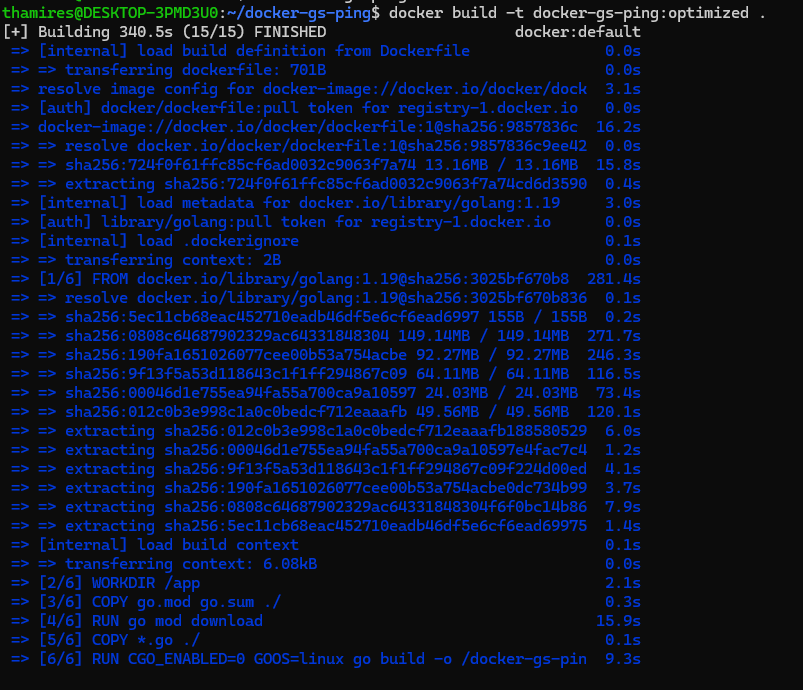 thamires@DESKTOP-3PMD3U0:~/docker-gs-ping$ docker build -t docker-gs-ping:optimized .
[+] Building 340.5s (15/15) FINISHED docker:default
=> [internal] load build definition from Dockerfile 0.0s
=> => transferring dockerfile: 701B 0.0s
=> resolve image config for docker-image://docker.io/docker/dock 3.1s
=> [auth] docker/dockerfile:pull token for registry-1.docker.io 0.0s
=> docker-image://docker.io/docker/dockerfile:1@sha256:9857836c 16.2s
=> => resolve docker.io/docker/dockerfile:1@sha256:9857836c9ee42 0.0s
=> => sha256:724f0f61ffc85cf6ad0032c9063f7a74 13.16MB / 13.16MB 15.8s
=> => extracting sha256:724f0f61ffc85cf6ad0032c9063f7a74cd6d3590 0.4s
=> [internal] load metadata for docker.io/library/golang:1.19 3.0s
=> [auth] library/golang:pull token for registry-1.docker.io 0.0s
=> [internal] load .dockerignore 0.1s
=> => transferring context: 2B 0.0s
=> [1/6] FROM docker.io/library/golang:1.19@sha256:3025bf670b8 281.4s
=> => resolve docker.io/library/golang:1.19@sha256:3025bf670b836 0.1s
=> => sha256:5ec11cb68eac452710eadb46df5e6cf6ead6997 155B / 155B 0.2s
=> => sha256:0808c64687902329ac64331848304 149.14MB / 149.14MB 271.7s
=> => sha256:190fa1651026077cee00b53a754acbe 92.27MB / 92.27MB 246.3s
=> => sha256:9f13f5a53d118643c1f1ff294867c09 64.11MB / 64.11MB 116.5s
=> => sha256:00046d1e755ea94fa55a700ca9a10597 24.03MB / 24.03MB 73.4s
=> => sha256:012c0b3e998c1a0c0bedcf712eaaafb 49.56MB / 49.56MB 120.1s
=> => extracting sha256:012c0b3e998c1a0c0bedcf712eaaafb188580529 6.0s
=> => extracting sha256:00046d1e755ea94fa55a700ca9a10597e4fac7c4 1.2s
=> => extracting sha256:9f13f5a53d118643c1f1ff294867c09f224d00ed 4.1s
=> => extracting sha256:190fa1651026077cee00b53a754acbe0dc734b99 3.7s
=> => extracting sha256:0808c64687902329ac64331848304f6f0bc14b86 7.9s
=> => extracting sha256:5ec11cb68eac452710eadb46df5e6cf6ead69975 1.4s
=> [internal] load build context 0.1s
=> => transferring context: 6.08kB 0.0s
=> [2/6] WORKDIR /app 2.1s
=> [3/6] COPY go.mod go.sum ./ 0.3s
=> [4/6] RUN go mod download 15.9s
=> [5/6] COPY *.go ./ 0.1s
=> [6/6] RUN CGO_ENABLED=0 GOOS=linux go build -o /docker-gs-pin 9.3s